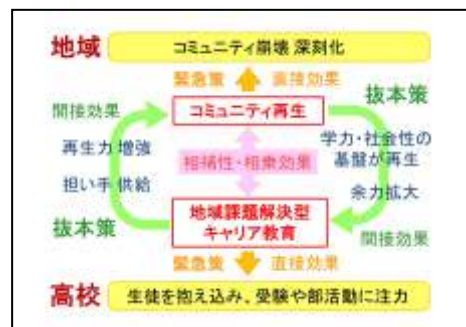 地域 コミュニティ崩壊 深刻化
緊急策 直接効果
間接効果 抜本策
コミュニティ再生
再生力 増強 学力・社会性の
基盤が再生
相補性・相乗効果
担い手 供給 余力拡大
地域課題解決型
キャリア教育
抜本策 間接効果
緊急策 直接効果
高校 生徒を抱え込み、受験や部活動に注力